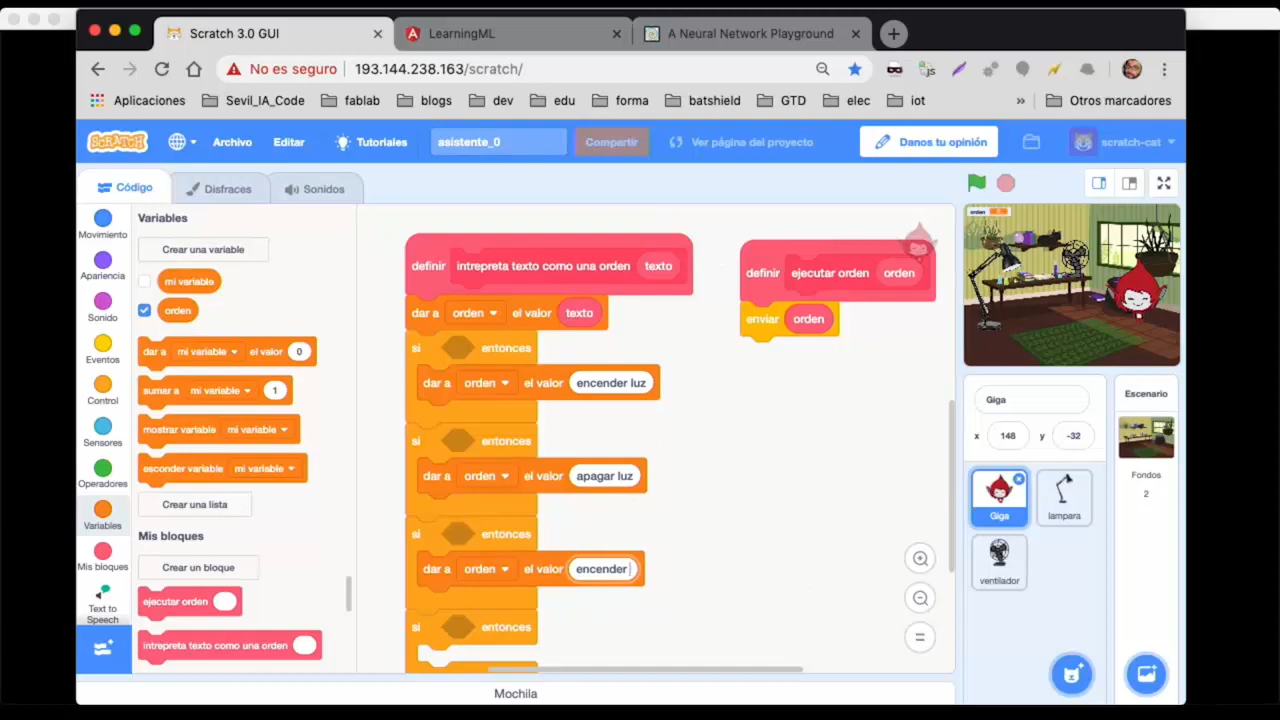 Scratch 3.0 GUI
LearningML
A Neural Network Playground
No es seguro
193.144.238.163/scratch/
Aplicaciones
Sevil_IA_Code
fablab
blogs
dev
edu
forma
batshield
GTD
elec
iot
»
Otros marcadores
SCRATCH
Archivo
Editar
Tutoriales
asistente_0
Compartir
Ver página del proyecto
Danos tu opinión
scratch-cat
Código
Disfraces
Sonidos
Movimiento
Apariencia
Sonido
Eventos
Control
Sensores
Operadores
Variables
Mis bloques
Text to
Speech
Variables
Crear una variable
mi variable
orden
dar a mi variable el valor 0
sumar a mi variable 1
mostrar variable mi variable
esconder variable mi variable
Crear una lista
Mis bloques
Crear un bloque
ejecutar orden
intrepreta texto como una orden
definir intrepreta texto como una orden texto
dar a orden el valor texto
si entonces
dar a orden el valor encender luz
si entonces
dar a orden el valor apagar luz
si entonces
dar a orden el valor encender
si entonces
definir ejecutar orden orden
enviar orden
orden
Giga
x 148 y -32
Giga
lampara
ventilador
Escenario
Fondos
2
Mochila